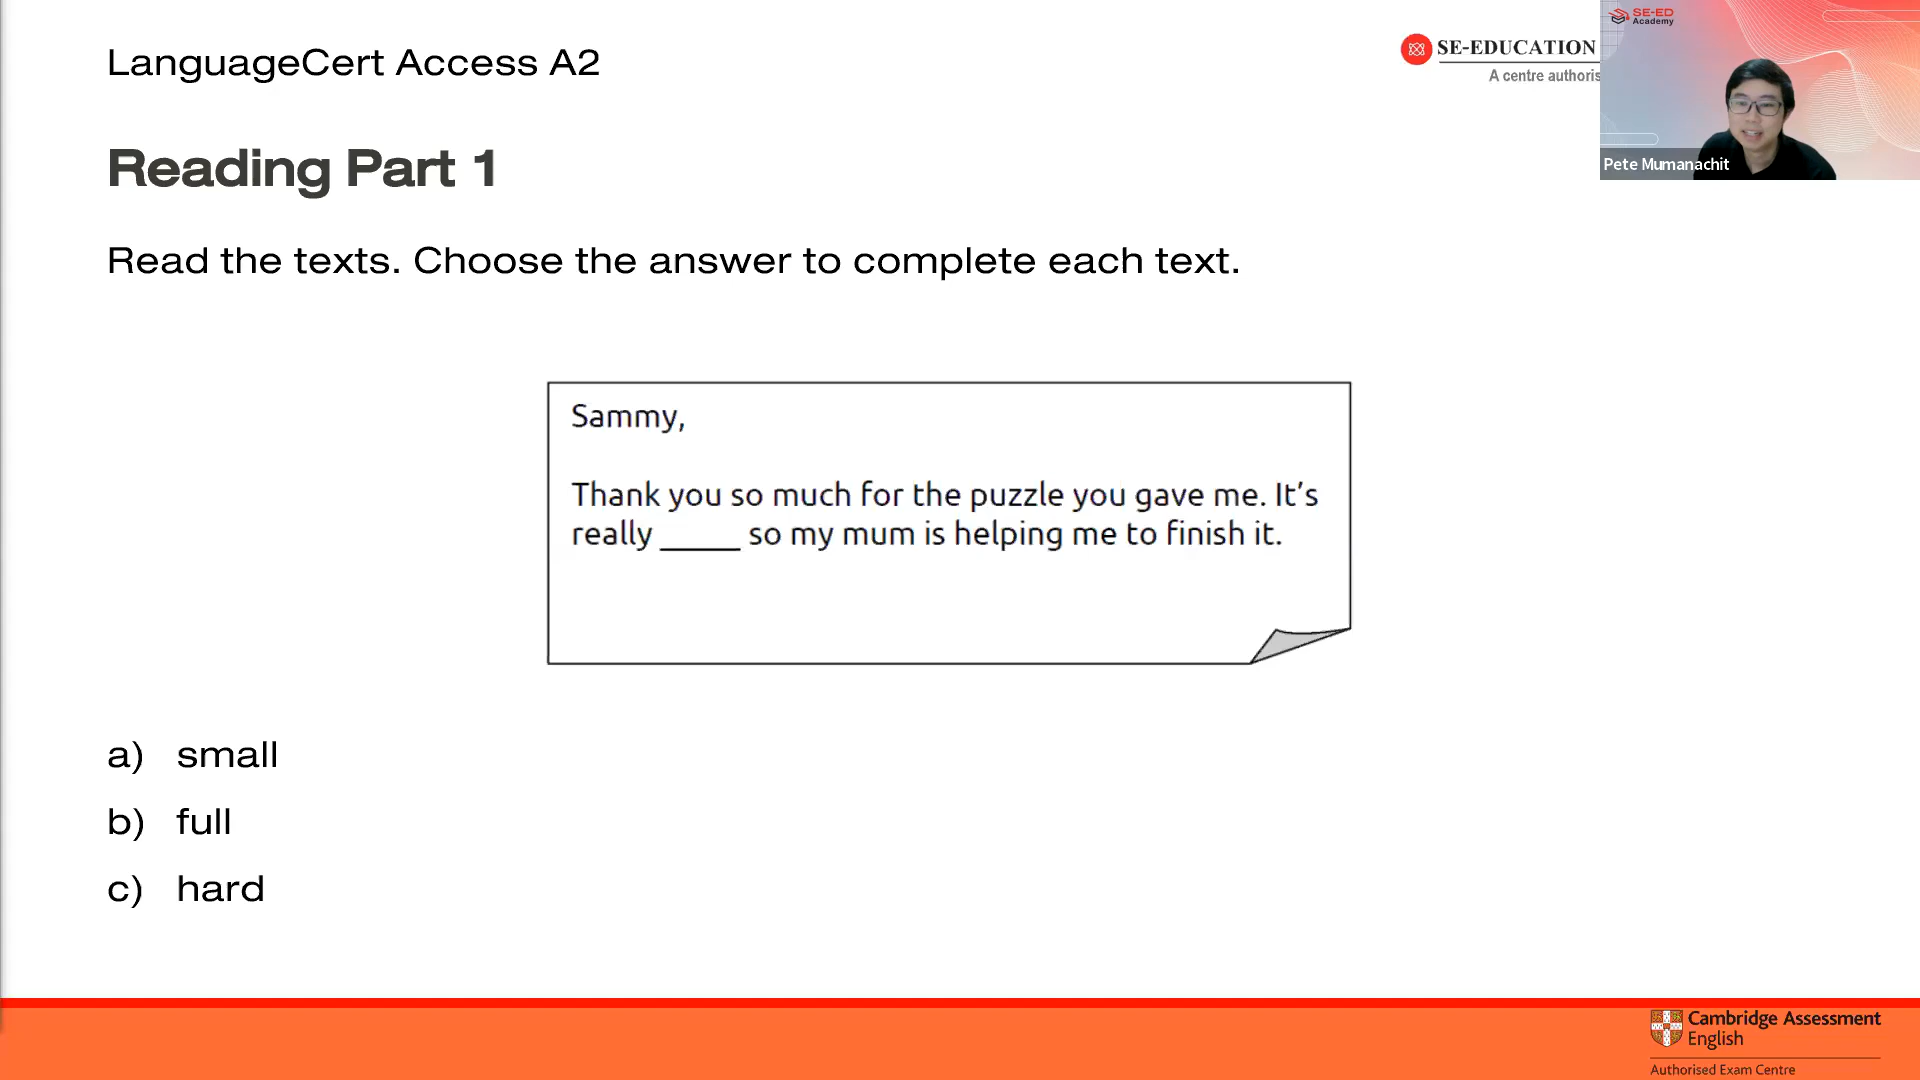 LanguageCert Access A2
SE-EDUCATION
A centre authoris
SE-ED
Academy
Pete Mumanachit
Reading Part 1
Read the texts. Choose the answer to complete each text.
Sammy,
Thank you so much for the puzzle you gave me. It's
really _____ so my mum is helping me to finish it.
a) small
b) full
c) hard
Cambridge Assessment
English
Authorised Exam Centre